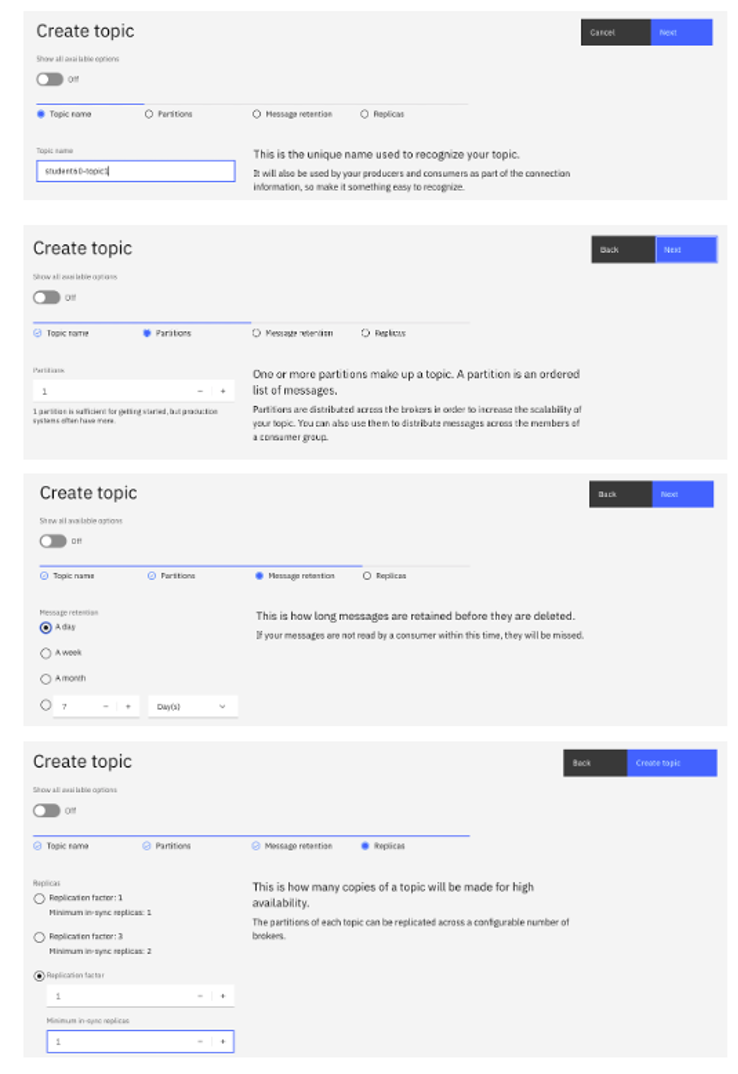 Create topic
Cancel
Next
Show all available options
Off
Topic name
Partitions
Message retention
Replicas
Topic name
This is the unique name used to recognize your topic.
It will also be used by your producers and consumers as part of the connection
information, so make it something easy to recognize.
Create topic
Back
Next
Show all available options
Off
Topic name
Partitions
Message retention
Replicas
Partitions
1
1 partition is sufficient for getting started, but production
systems often have more.
One or more partitions make up a topic. A partition is an ordered
list of messages.
Partitions are distributed across the brokers in order to increase the scalability of
your topic. You can also use them to distribute messages across the members of
a consumer group.
Create topic
Back
Next
Show all available options
Off
Topic name
Partitions
Message retention
Replicas
Message retention
A day
A week
A month
7
Day(s)
This is how long messages are retained before they are deleted.
If your messages are not read by a consumer within this time, they will be missed.
Create topic
Back
Create topic
Show all available options
Off
Topic name
Partitions
Message retention
Replicas
Replicas
Replication factor: 1
Minimum in-sync replicas: 1
Replication factor: 3
Minimum in-sync replicas: 2
Replication factor
1
Minimum in-sync replicas
1
This is how many copies of a topic will be made for high
availability.
The partitions of each topic can be replicated across a configurable number of
brokers.